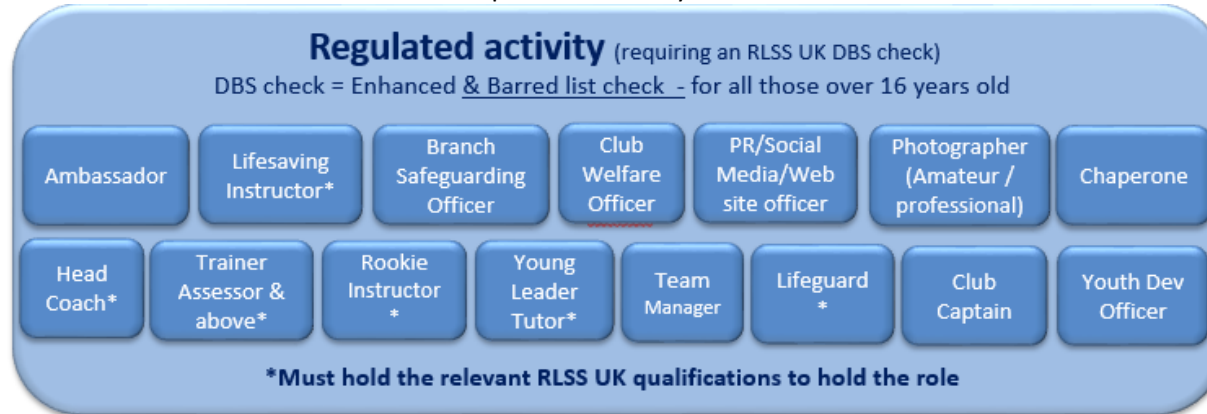 Regulated activity (requiring an RLSS UK DBS check)
DBS check = Enhanced & Barred list check - for all those over 16 years old
Ambassador
Lifesaving
Instructor*
Branch
Safeguarding
Officer
Club
Welfare
Officer
PR/Social
Media/Web
site officer
Photographer
(Amateur /
professional)
Chaperone
Head
Coach*
Trainer
Assessor &
above*
Rookie
Instructor
*
Young
Leader
Tutor*
Team
Manager
Lifeguard
*
Club
Captain
Youth Dev
Officer
*Must hold the relevant RLSS UK qualifications to hold the role